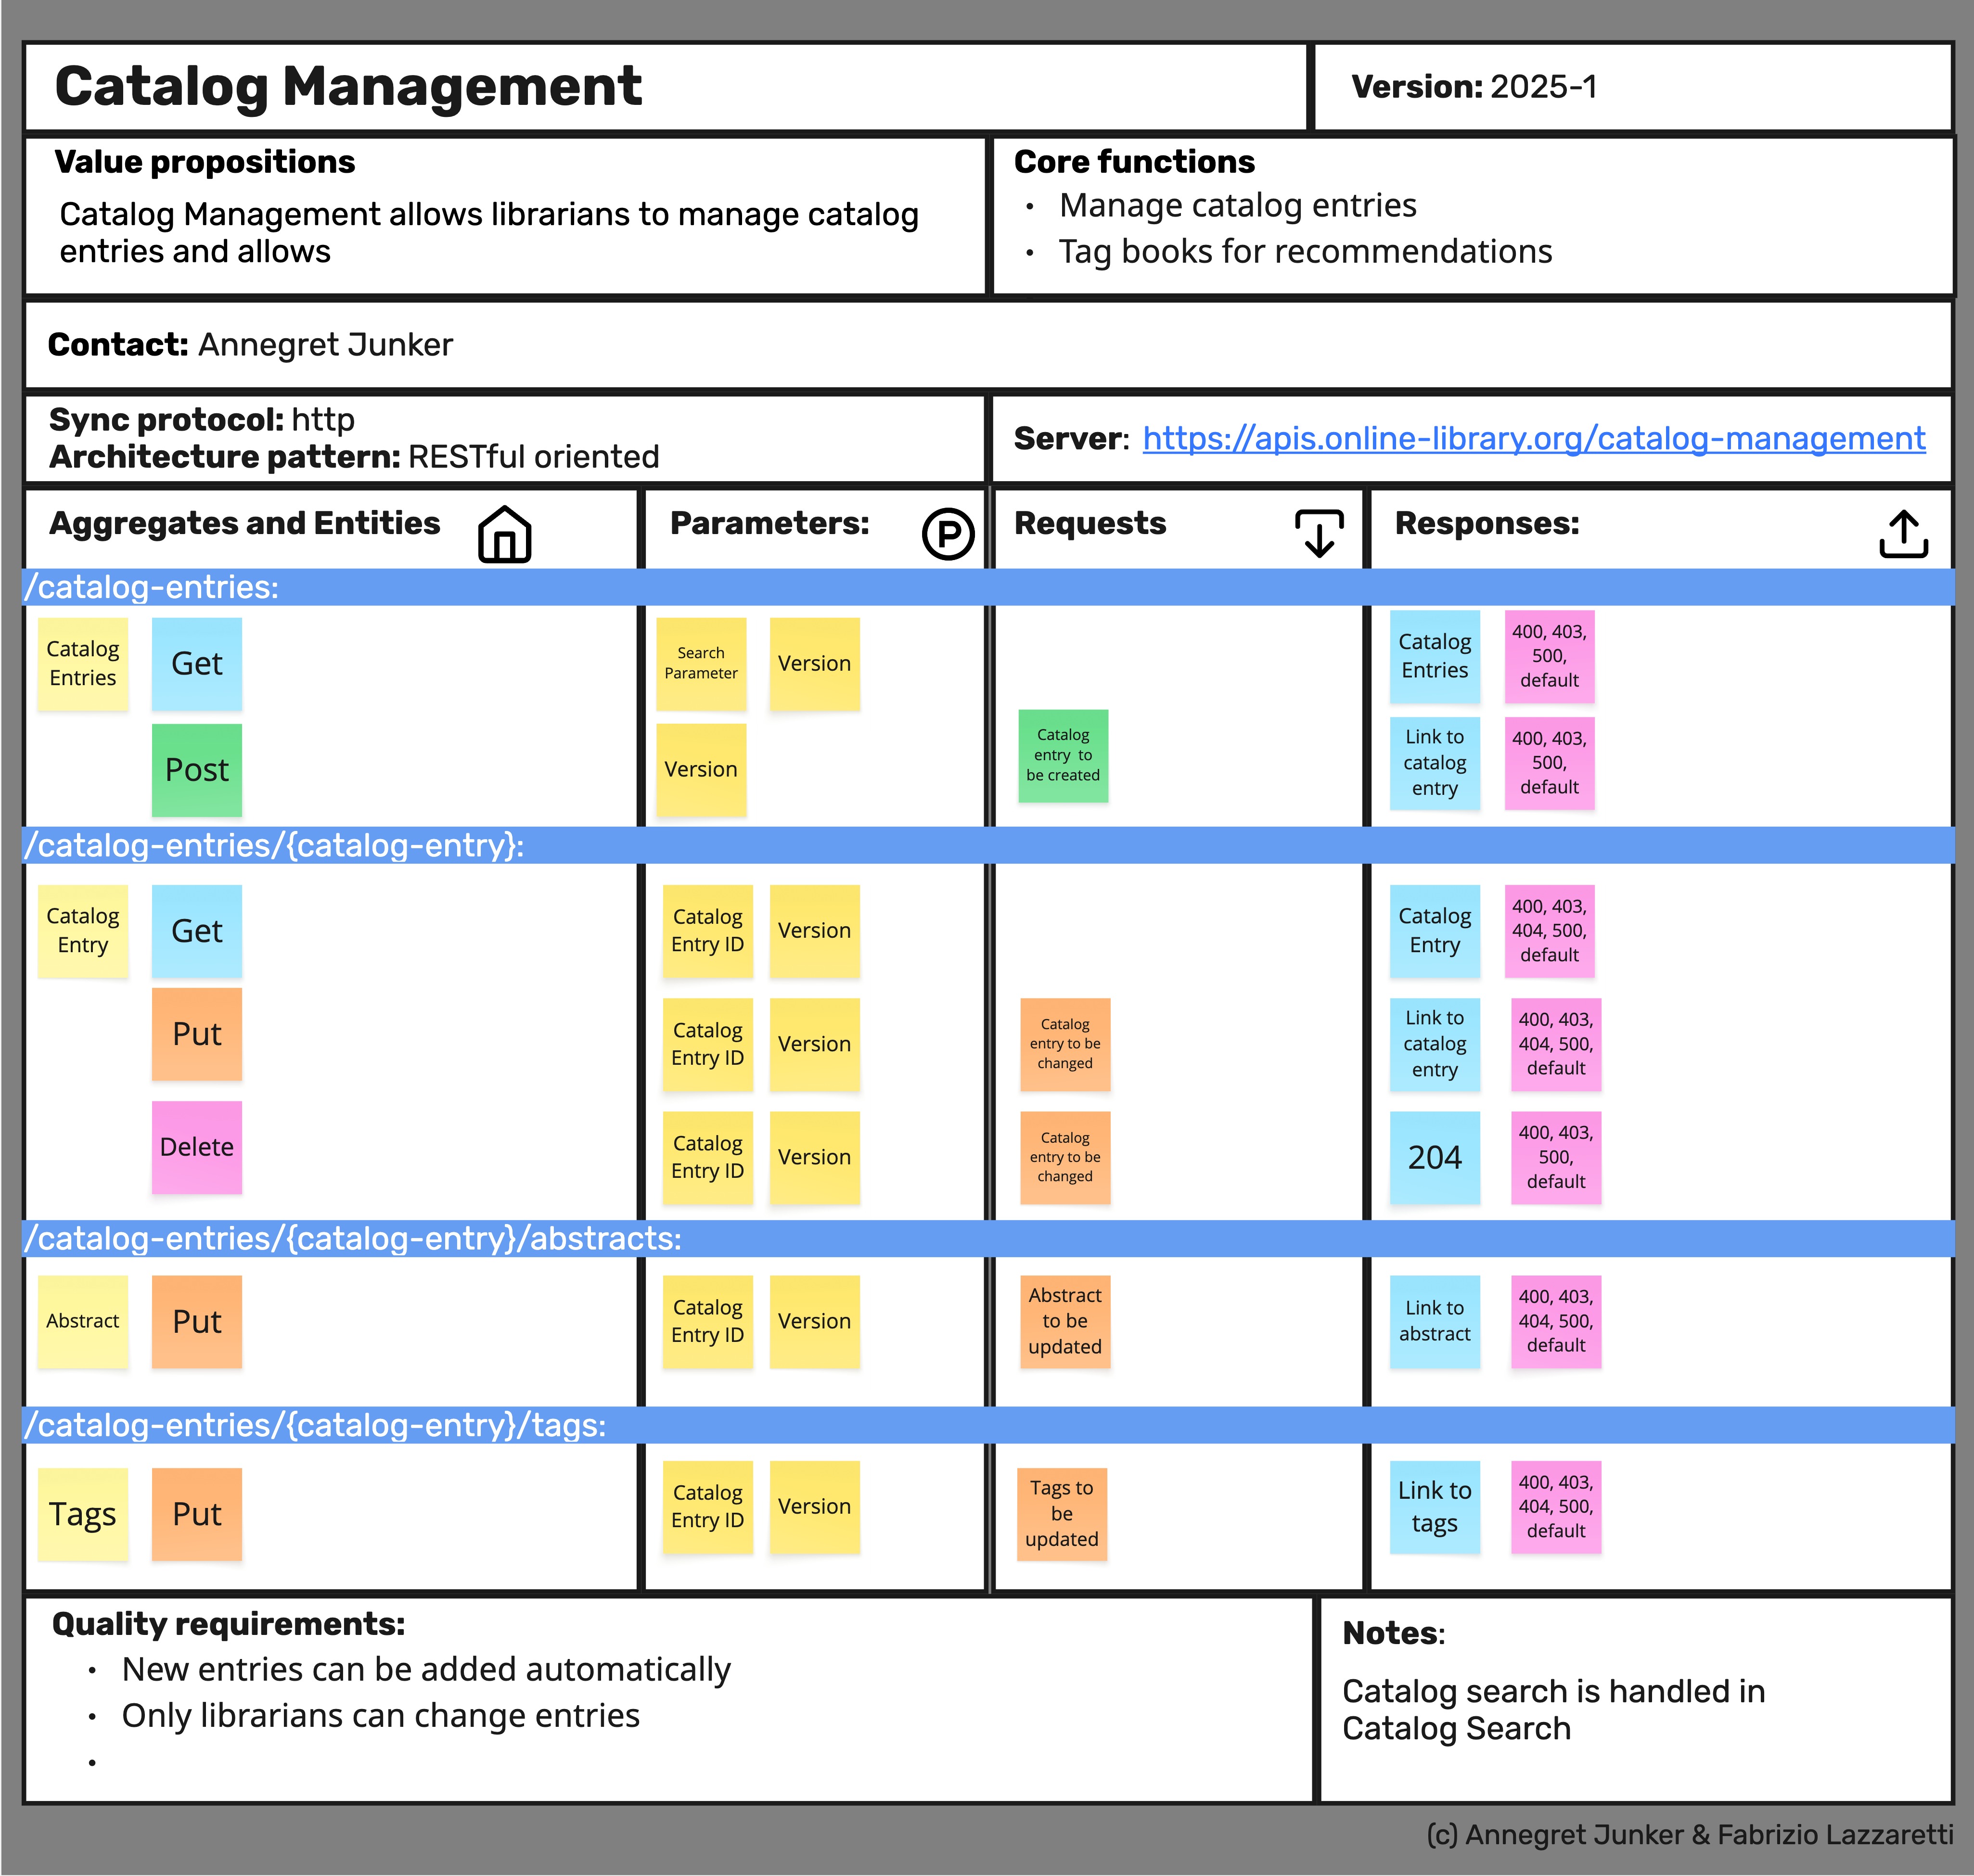 Catalog Management
Version: 2025-1
Value propositions
Catalog Management allows librarians to manage catalog
entries and allows
Core functions
• Manage catalog entries
• Tag books for recommendations
Contact: Annegret Junker
Sync protocol: http
Architecture pattern: RESTful oriented
Server: https://apis.online-library.org/catalog-management
Aggregates and Entities
Parameters:
P
Requests
Responses:
/catalog-entries:
Catalog
Entries
Get
Search
Parameter
Version
Catalog
Entries
400, 403,
500,
default
Post
Version
Catalog
entry to
be created
Link to
catalog
entry
400, 403,
500,
default
/catalog-entries/{catalog-entry}:
Catalog
Entry
Get
Catalog
Entry ID
Version
Catalog
Entry
400, 403,
404, 500,
default
Put
Catalog
Entry ID
Version
Catalog
entry to be
changed
Link to
catalog
entry
400, 403,
404, 500,
default
Delete
Catalog
Entry ID
Version
Catalog
entry to be
changed
204
400, 403,
500,
default
/catalog-entries/{catalog-entry}/abstracts:
Abstract
Put
Catalog
Entry ID
Version
Abstract
to be
updated
Link to
abstract
400, 403,
404, 500,
default
/catalog-entries/{catalog-entry}/tags:
Tags
Put
Catalog
Entry ID
Version
Tags to
be
updated
Link to
tags
400, 403,
404, 500,
default
Quality requirements:
• New entries can be added automatically
• Only librarians can change entries
•
Notes:
Catalog search is handled in
Catalog Search
(c) Annegret Junker & Fabrizio Lazzaretti